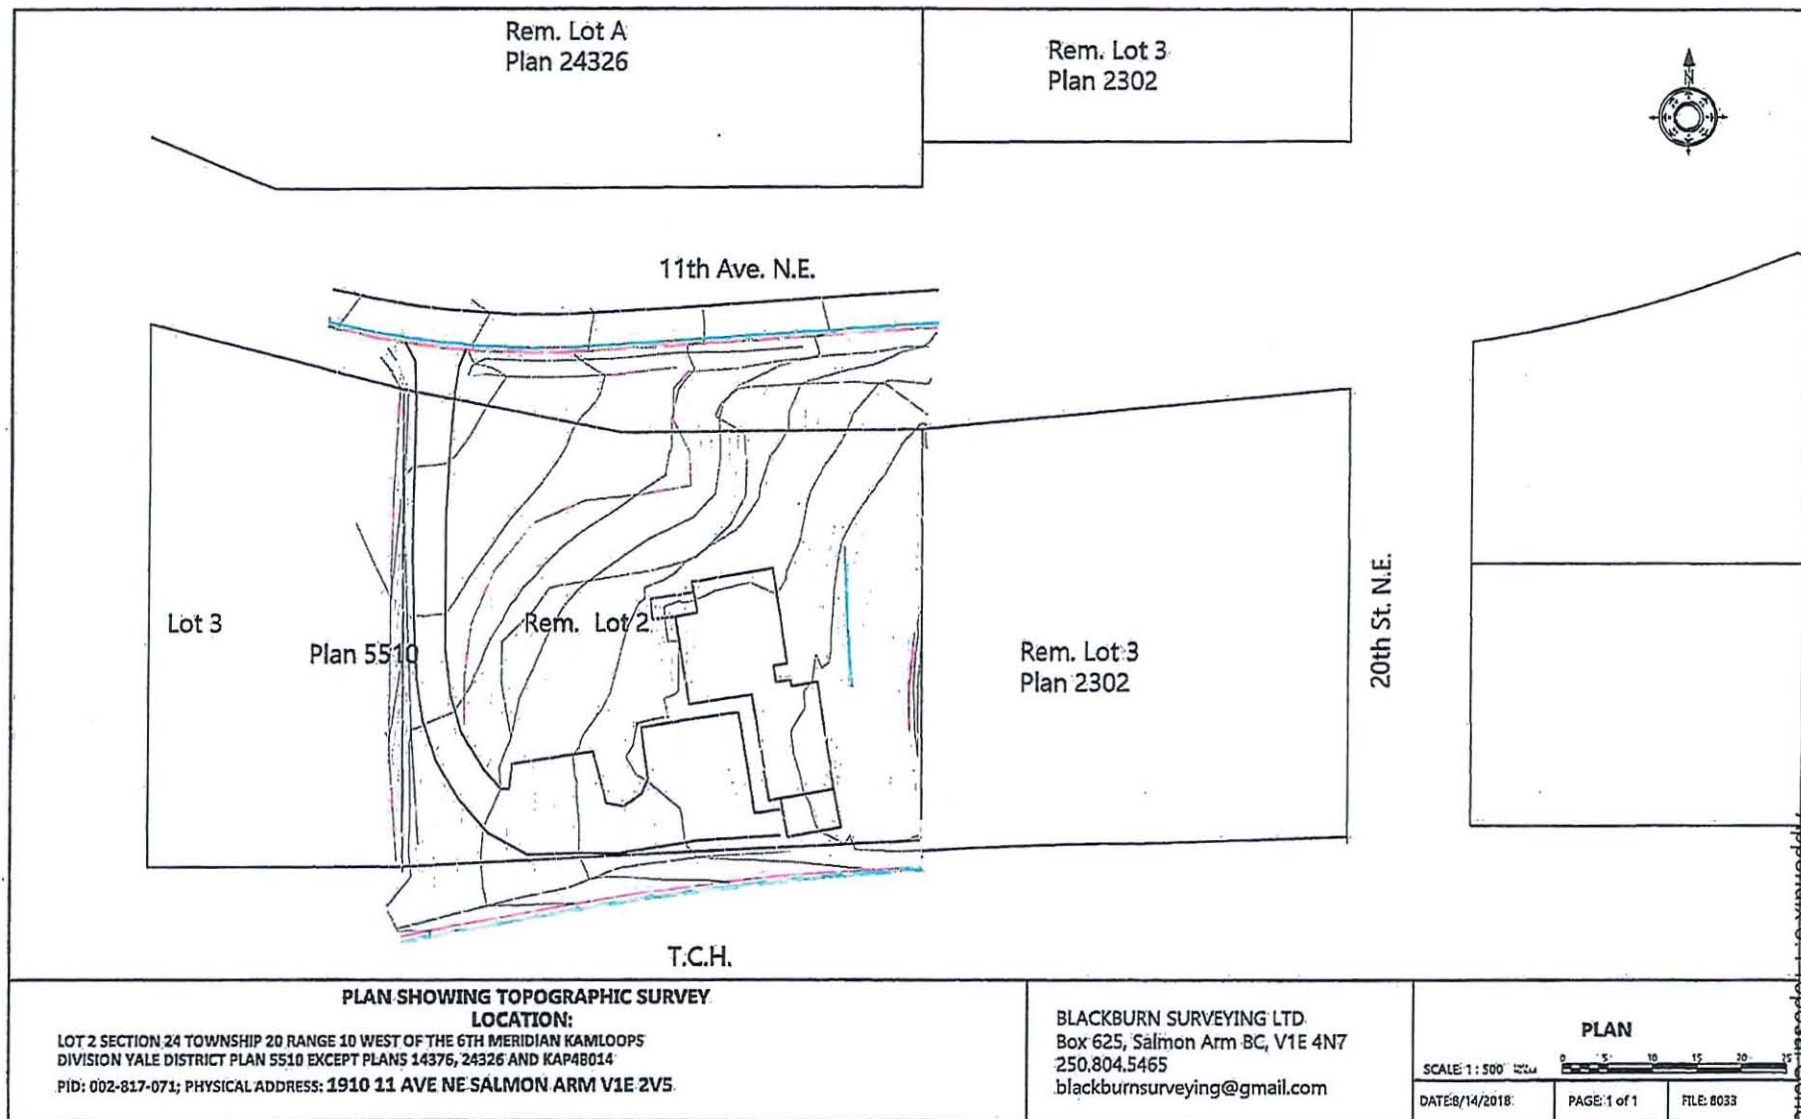 Rem. Lot A
Plan 24326
Rem. Lot 3
Plan 2302
N
11th Ave. N.E.
Lot 3
Plan 5510
Rem. Lot 2
Rem. Lot 3
Plan 2302
20th St. N.E.
T.C.H.
PLAN SHOWING TOPOGRAPHIC SURVEY
LOCATION:
LOT 2 SECTION 24 TOWNSHIP 20 RANGE 10 WEST OF THE 6TH MERIDIAN KAMLOOPS
DIVISION YALE DISTRICT PLAN 5510 EXCEPT PLANS 14376, 24326 AND KAP48014
PID: 002-817-071; PHYSICAL ADDRESS: 1910 11 AVE NE SALMON ARM V1E 2V5
BLACKBURN SURVEYING LTD.
Box 625, Salmon Arm BC, V1E 4N7
250.804.5465
blackburnsurveying@gmail.com
PLAN
0 5 10 15 20 25
SCALE 1 : 500
DATE:8/14/2018
PAGE: 1 of 1
FILE: 8033